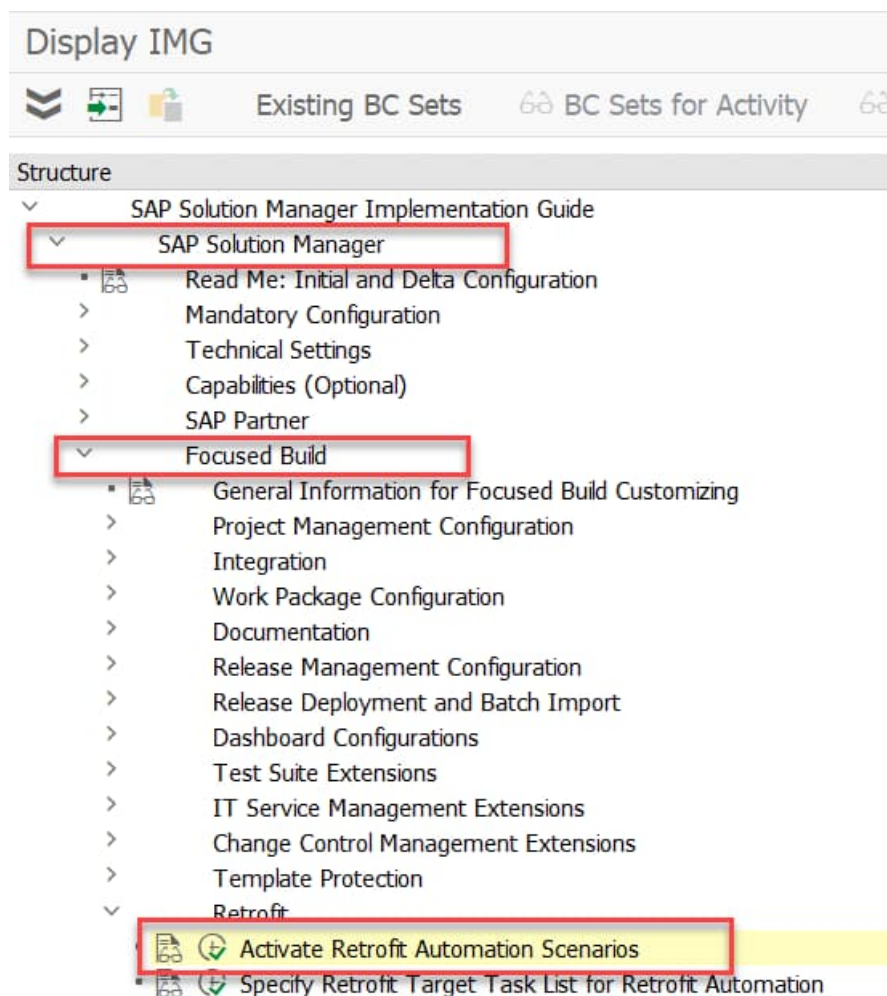 Display IMG
Existing BC Sets BC Sets for Activity
Structure
SAP Solution Manager Implementation Guide
SAP Solution Manager
Read Me: Initial and Delta Configuration
Mandatory Configuration
Technical Settings
Capabilities (Optional)
SAP Partner
Focused Build
General Information for Focused Build Customizing
Project Management Configuration
Integration
Work Package Configuration
Documentation
Release Management Configuration
Release Deployment and Batch Import
Dashboard Configurations
Test Suite Extensions
IT Service Management Extensions
Change Control Management Extensions
Template Protection
Retrofit
Activate Retrofit Automation Scenarios
Specify Retrofit Target Task List for Retrofit Automation